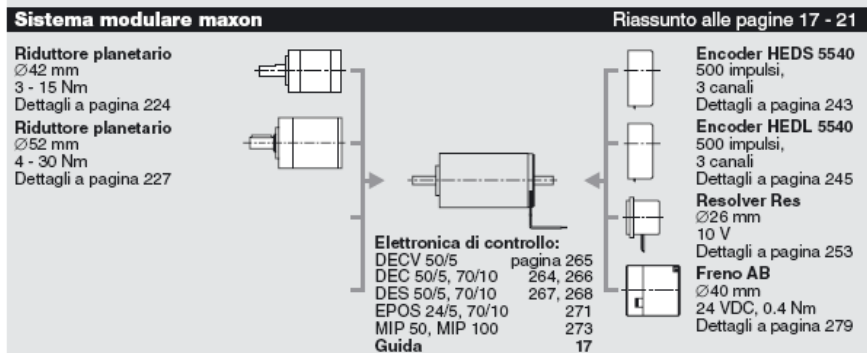 Sistema modulare maxon
Riassunto alle pagine 17 - 21
Riduttore planetario
∅42 mm
3 - 15 Nm
Dettagli a pagina 224
Riduttore planetario
∅52 mm
4 - 30 Nm
Dettagli a pagina 227
Elettronica di controllo:
DECV 50/5 pagina 265
DEC 50/5, 70/10 264, 266
DES 50/5, 70/10 267, 268
EPOS 24/5, 70/10 271
MIP 50, MIP 100 273
Guida 17
Encoder HEDS 5540
500 impulsi,
3 canali
Dettagli a pagina 243
Encoder HEDL 5540
500 impulsi,
3 canali
Dettagli a pagina 245
Resolver Res
∅26 mm
10 V
Dettagli a pagina 253
Freno AB
∅40 mm
24 VDC, 0.4 Nm
Dettagli a pagina 279